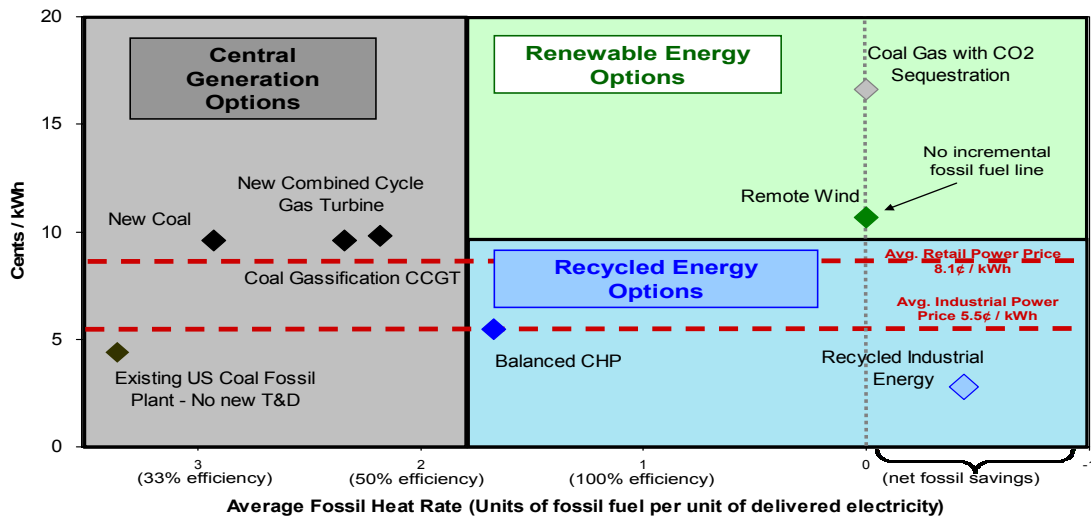 20
15
10
5
0
Cents / kWh
Central
Generation
Options
Renewable Energy
Options
Coal Gas with CO2
Sequestration
No incremental
fossil fuel line
New Combined Cycle
Gas Turbine
New Coal
Remote Wind
Coal Gassification CCGT
Recycled Energy
Options
Avg. Retail Power Price
8.1¢ / kWh
Avg. Industrial Power
Price 5.5¢ / kWh
Balanced CHP
Recycled Industrial
Energy
Existing US Coal Fossil
Plant - No new T&D
3
2
1
0
-1
(33% efficiency)
(50% efficiency)
(100% efficiency)
(net fossil savings)
Average Fossil Heat Rate (Units of fossil fuel per unit of delivered electricity)